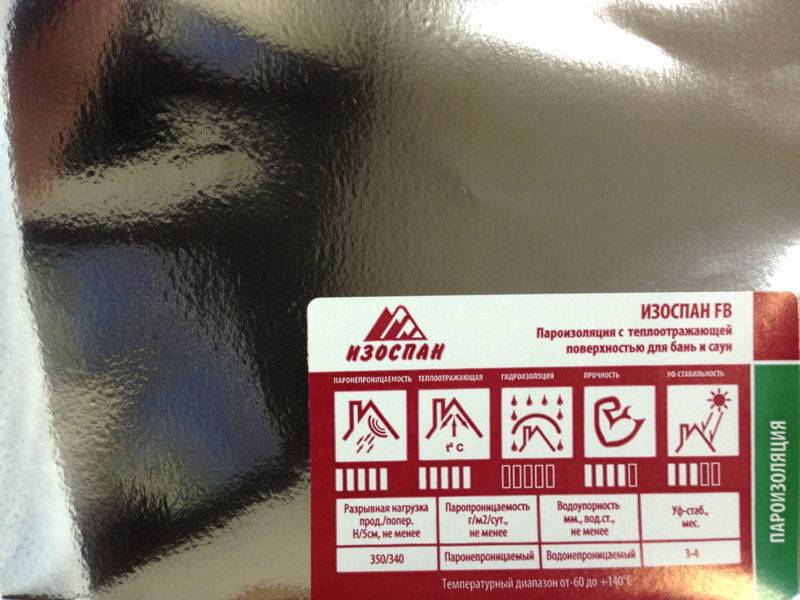 ИЗОСПАН
ИЗОСПАН FB
Пароизоляция с теплоотражающей
поверхностью для бань и саун
ПАРОНЕПРОНИЦАЕМОСТЬ
ТЕПЛООТРАЖАЮЩАЯ
ГИДРОИЗОЛЯЦИЯ
ПРОЧНОСТЬ
УФ-СТАБИЛЬНОСТЬ
t° C
Разрывная нагрузка
прод./попер.
Н/5см, не менее
Паропроницаемость
г/м2/сут.,
не менее
Водоупорность
мм., вод.ст.,
не менее
Уф-стаб.,
мес.
350/340
Паронепроницаемый
Водонепроницаемый
3-4
Температурный диапазон от-60 до +140°С
ПАРОИЗОЛЯЦИЯ